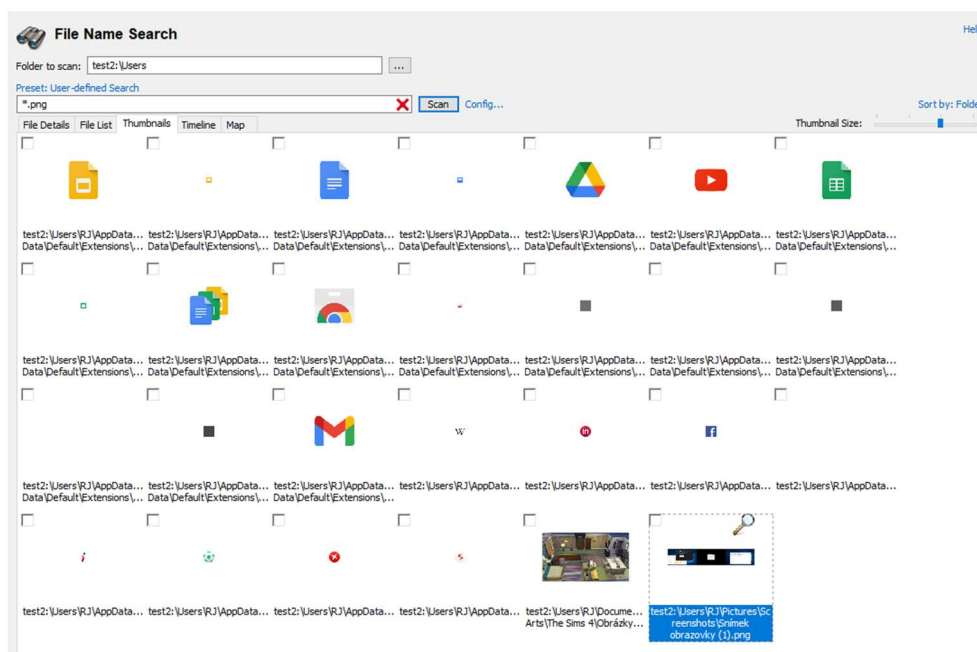 File Name Search
Hel
Folder to scan: test2:\Users ...
Preset: User-defined Search
*.png Scan Config...
Sort by: Folde
File Details File List Thumbnails Timeline Map Thumbnail Size:
test2:\Users\RJ\AppData... test2:\Users\RJ\AppData... test2:\Users\RJ\AppData... test2:\Users\RJ\AppData... test2:\Users\RJ\AppData... test2:\Users\RJ\AppData... test2:\Users\RJ\AppData...
Data\Default\Extensions\... Data\Default\Extensions\... Data\Default\Extensions\... Data\Default\Extensions\... Data\Default\Extensions\... Data\Default\Extensions\... Data\Default\Extensions\...
test2:\Users\RJ\AppData... test2:\Users\RJ\AppData... test2:\Users\RJ\AppData... test2:\Users\RJ\AppData... test2:\Users\RJ\AppData... test2:\Users\RJ\AppData... test2:\Users\RJ\AppData...
Data\Default\Extensions\... Data\Default\Extensions\... Data\Default\Extensions\... Data\Default\Extensions\... Data\Default\Extensions\... Data\Default\Extensions\... Data\Default\Extensions\...
W in f
test2:\Users\RJ\AppData... test2:\Users\RJ\AppData... test2:\Users\RJ\AppData... test2:\Users\RJ\AppData... test2:\Users\RJ\AppData... test2:\Users\RJ\AppData... test2:\Users\RJ\AppData...
Data\Default\Extensions\... Data\Default\Extensions\... Data\Default\Extensions\...
i S
test2:\Users\RJ\AppData... test2:\Users\RJ\AppData... test2:\Users\RJ\AppData... test2:\Users\RJ\AppData... test2:\Users\RJ\Docume... test2:\Users\RJ\Pictures\Sc
Arts\The Sims 4\Obrázky... reenshots\Snímek
obrazovky (1).png